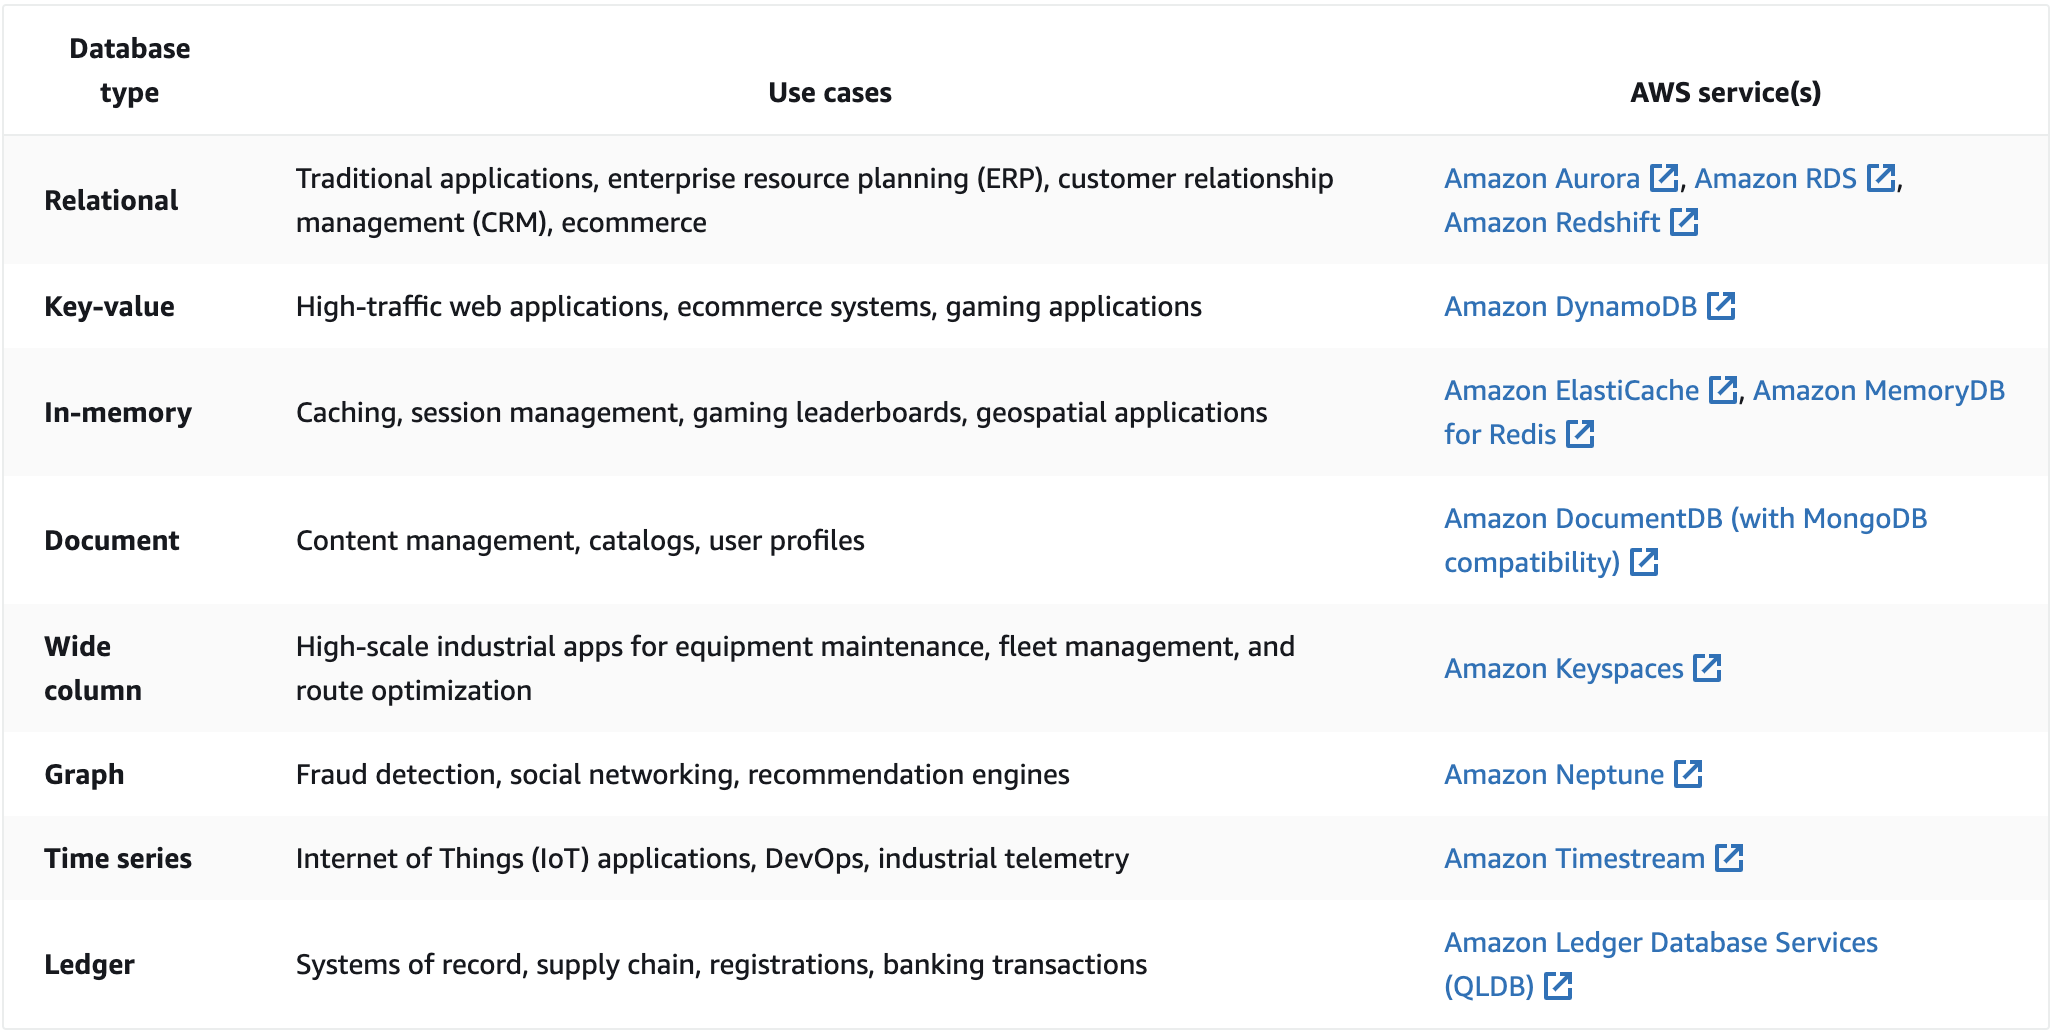 Database
type
Use cases
AWS service(s)
Relational
Traditional applications, enterprise resource planning (ERP), customer relationship
management (CRM), ecommerce
Amazon Aurora, Amazon RDS,
Amazon Redshift
Key-value
High-traffic web applications, ecommerce systems, gaming applications
Amazon DynamoDB
In-memory
Caching, session management, gaming leaderboards, geospatial applications
Amazon ElastiCache, Amazon MemoryDB
for Redis
Document
Content management, catalogs, user profiles
Amazon DocumentDB (with MongoDB
compatibility)
Wide
column
High-scale industrial apps for equipment maintenance, fleet management, and
route optimization
Amazon Keyspaces
Graph
Fraud detection, social networking, recommendation engines
Amazon Neptune
Time series
Internet of Things (IoT) applications, DevOps, industrial telemetry
Amazon Timestream
Ledger
Systems of record, supply chain, registrations, banking transactions
Amazon Ledger Database Services
(QLDB)